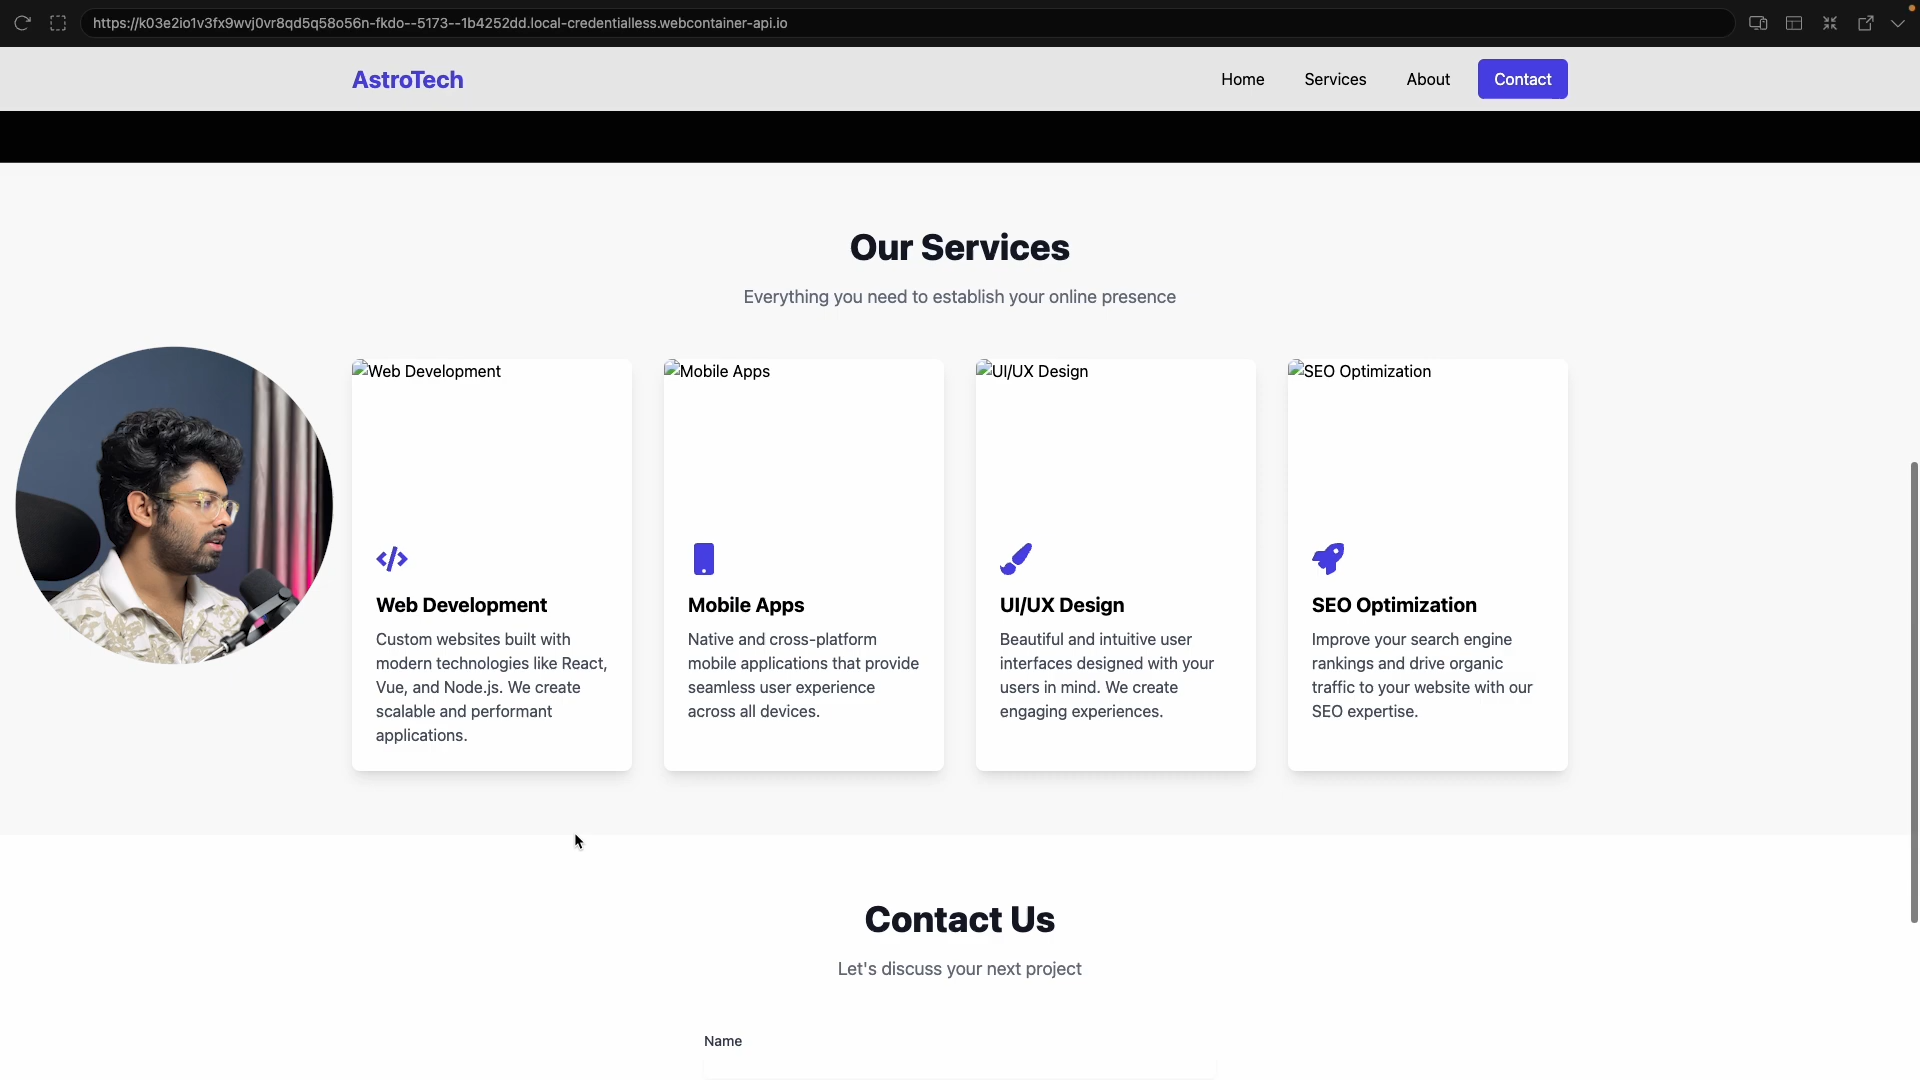 https://k03e2io1v3fx9wvj0vr8qd5q58o56n-fkdo--5173--1b4252dd.local-credentialless.webcontainer-api.io
AstroTech
Home
Services
About
Contact
Our Services
Everything you need to establish your online presence
Web Development
Mobile Apps
UI/UX Design
SEO Optimization
Web Development
Custom websites built with
modern technologies like React,
Vue, and Node.js. We create
scalable and performant
applications.
Mobile Apps
Native and cross-platform
mobile applications that provide
seamless user experience
across all devices.
UI/UX Design
Beautiful and intuitive user
interfaces designed with your
users in mind. We create
engaging experiences.
SEO Optimization
Improve your search engine
rankings and drive organic
traffic to your website with our
SEO expertise.
Contact Us
Let's discuss your next project
Name